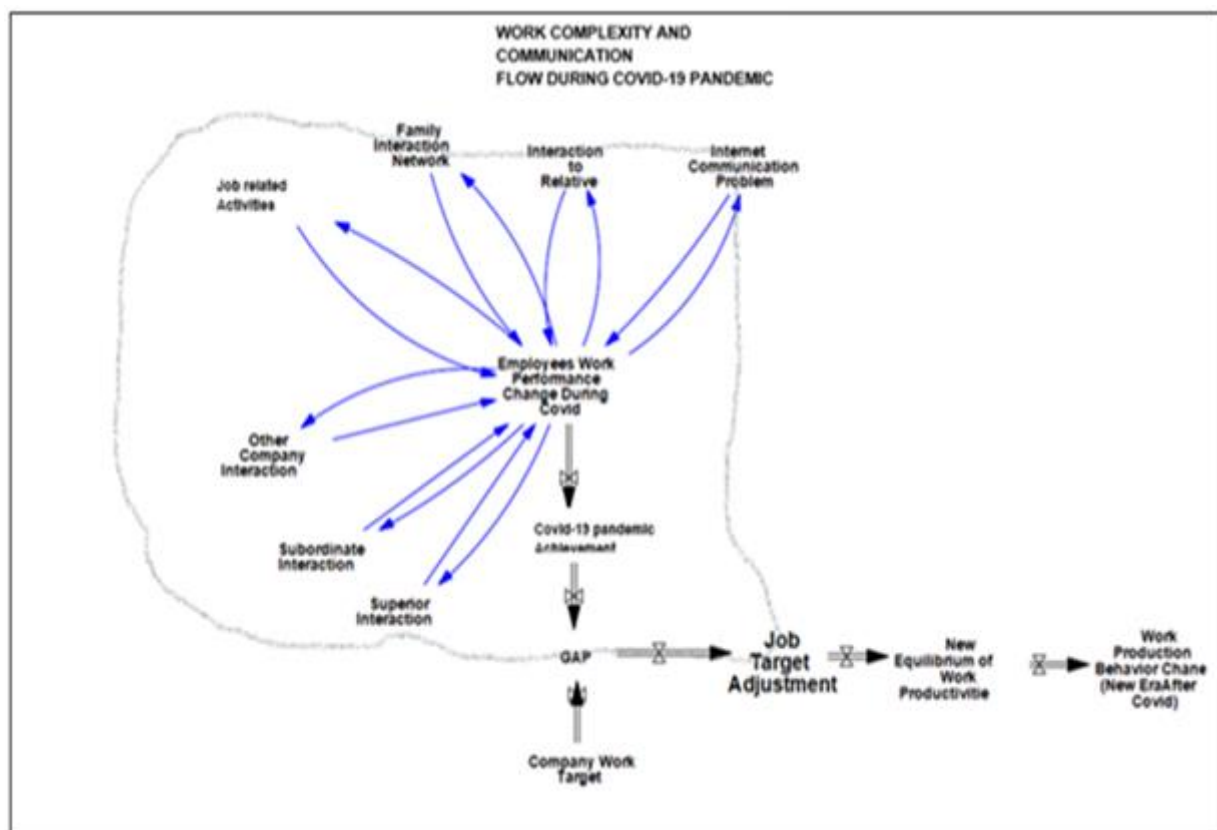 WORK COMPLEXITY AND
COMMUNICATION
FLOW DURING COVID-19 PANDEMIC
Family
Interaction
Network
Interaction
to
Relative
Internet
Communication
Problem
Job related
Activities
Employees Work
Performance
Change During
Covid
Other
Company
Interaction
Subordinate
Interaction
Superior
Interaction
Covid-19 pandemic
Achievement
GAP
Job
Target
Adjustment
New
Equilibrium of
Work
Productivitie
Work
Production
Behavior Chane
(New EraAfter
Covid)
Company Work
Target